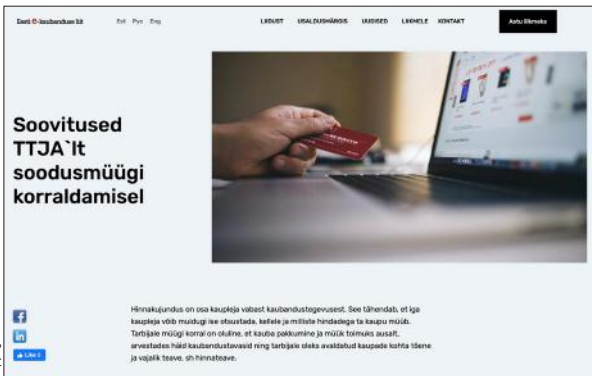 Eesti E-kaubanduse liit
Est Рус Eng
LIIDUST USALDUSMÄRGIS UUDISED LIIKMELE KONTAKT
Astu liikmeks
Soovitused
TTJA`lt
soodusmüügi
korraldamisel
Hinnakujundus on osa kaupleja vabast kaubandustegevusest. See tähendab, et iga
kaupleja võib muidugi ise otsustada, kellele ja milliste hindadega ta kaupu müüb.
Tarbijale müügi korral on oluline, et kauba pakkumine ja müük toimuks ausalt,
arvestades häid kaubandustavasid ning tarbijale oleks avaldatud kaupade kohta tõene
ja vajalik teave, sh hinnateave.
f
in
Like 0